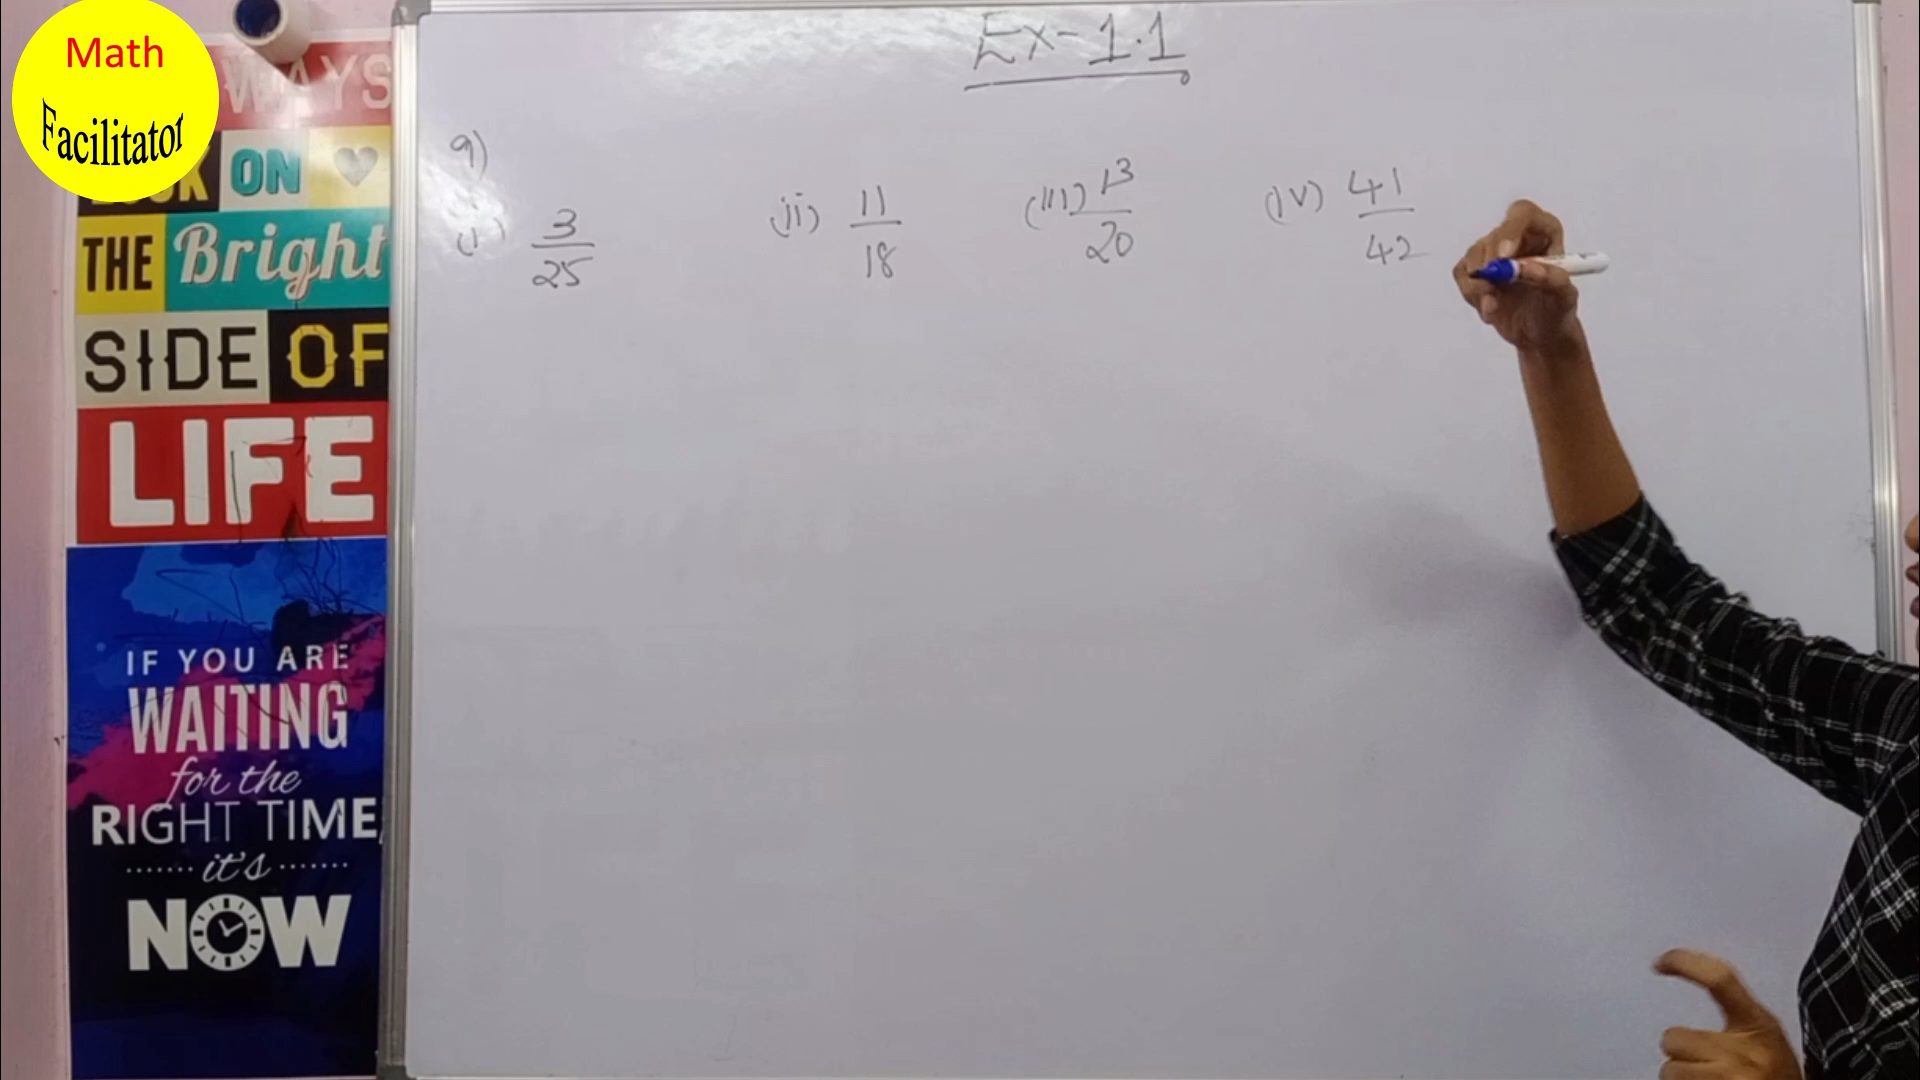 Math
Facilitator
WAYS
LOOK ON
THE Bright
SIDE OF
LIFE
IF YOU ARE
WAITING
for the
RIGHT TIME,
it's
NOW
Ex-1.1
9)
(i) 3/25 (ii) 11/18 (iii) 13/20 (iv) 41/42